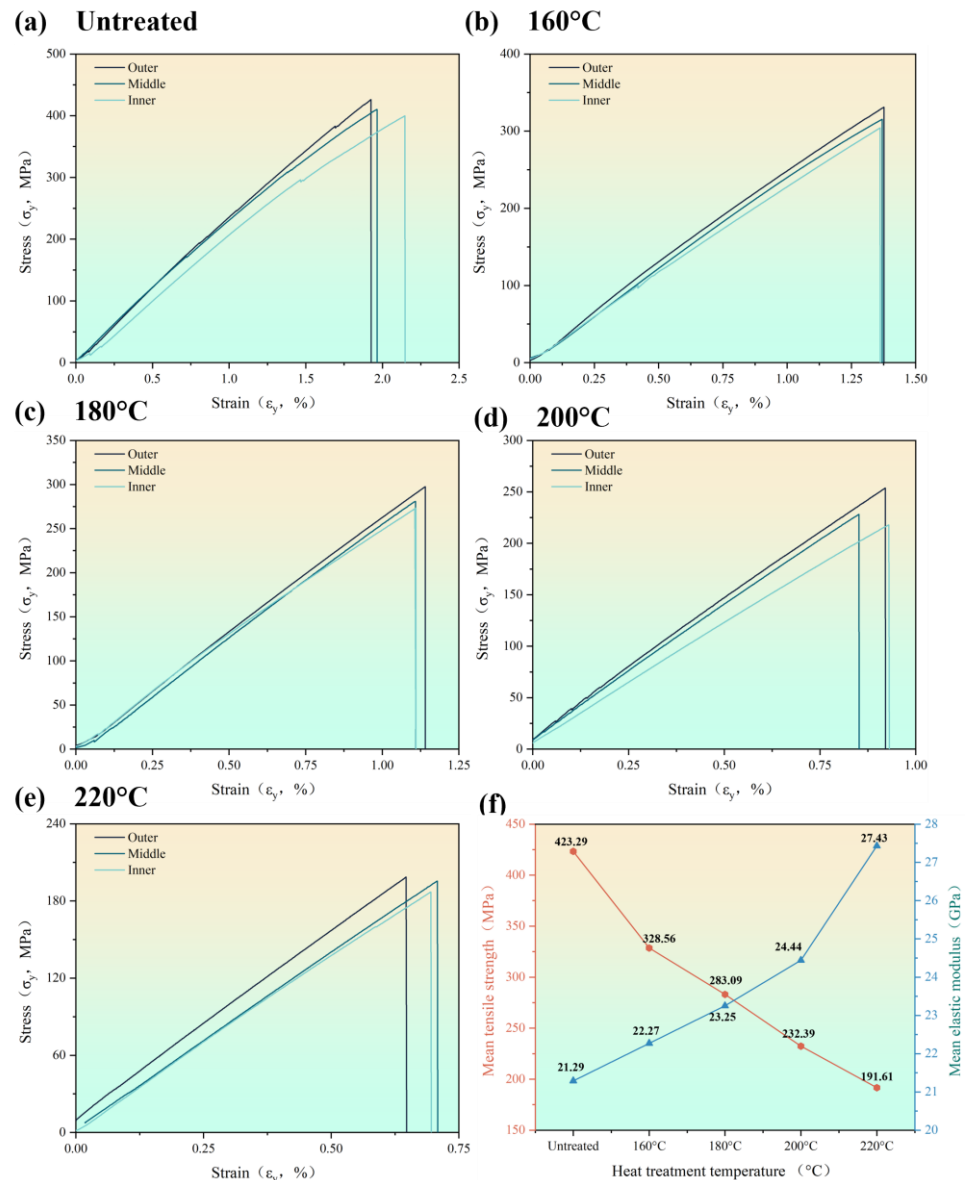 (a) Untreated
500
400
300
200
100
0
Stress（σy，MPa）
Outer
Middle
Inner
0.0 0.5 1.0 1.5 2.0 2.5
Strain（εy，%）
(b) 160°C
400
300
200
100
0
Stress（σy，MPa）
Outer
Middle
Inner
0.00 0.25 0.50 0.75 1.00 1.25 1.50
Strain（εy，%）
(c) 180°C
350
300
250
200
150
100
50
0
Stress（σy，MPa）
Outer
Middle
Inner
0.00 0.25 0.50 0.75 1.00 1.25
Strain（εy，%）
(d) 200°C
300
250
200
150
100
50
0
Stress（σy，MPa）
Outer
Middle
Inner
0.00 0.25 0.50 0.75 1.00
Strain（εy，%）
(e) 220°C
240
180
120
60
0
Stress（σy，MPa）
Outer
Middle
Inner
0.00 0.25 0.50 0.75
Strain（εy，%）
(f)
450
400
350
300
250
200
150
Mean tensile strength（MPa）
423.29
328.56
283.09
232.39
191.61
21.29
22.27
23.25
24.44
27.43
28
27
26
25
24
23
22
21
20
Mean elastic modulus（GPa）
Untreated 160°C 180°C 200°C 220°C
Heat treatment temperature （°C）